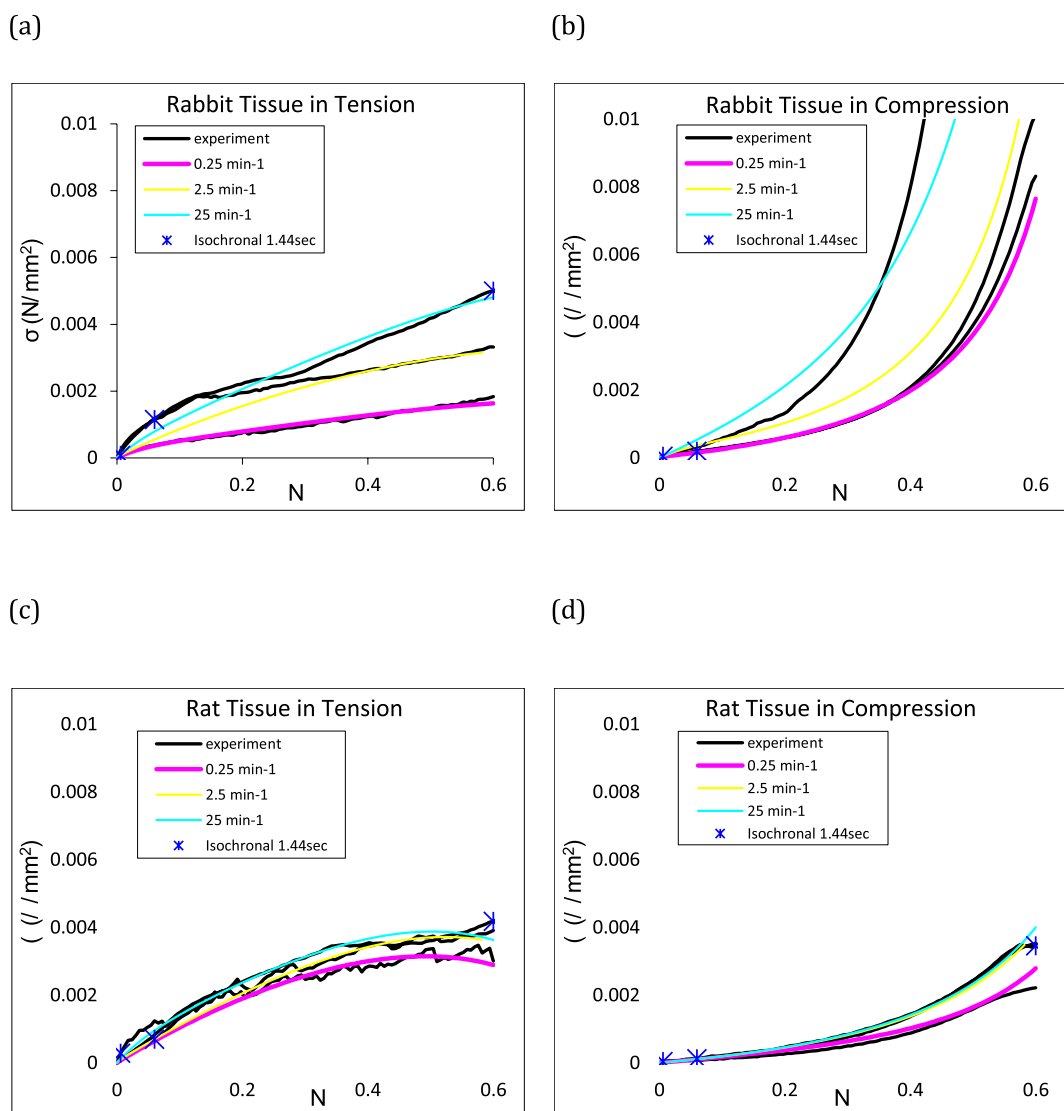 (a)
(b)
Rabbit Tissue in Tension
0.01
0.008
0.006
0.004
0.002
0
σ (N/mm²)
experiment
0.25 min-1
2.5 min-1
25 min-1
Isochronal 1.44sec
0 0.2 0.4 0.6
N
Rabbit Tissue in Compression
0.01
0.008
0.006
0.004
0.002
0
( (/ / mm²)
experiment
0.25 min-1
2.5 min-1
25 min-1
Isochronal 1.44sec
0 0.2 0.4 0.6
N
(c)
(d)
Rat Tissue in Tension
0.01
0.008
0.006
0.004
0.002
0
( (/ / mm²)
experiment
0.25 min-1
2.5 min-1
25 min-1
Isochronal 1.44sec
0 0.2 0.4 0.6
N
Rat Tissue in Compression
0.01
0.008
0.006
0.004
0.002
0
( (/ / mm²)
experiment
0.25 min-1
2.5 min-1
25 min-1
Isochronal 1.44sec
0 0.2 0.4 0.6
N